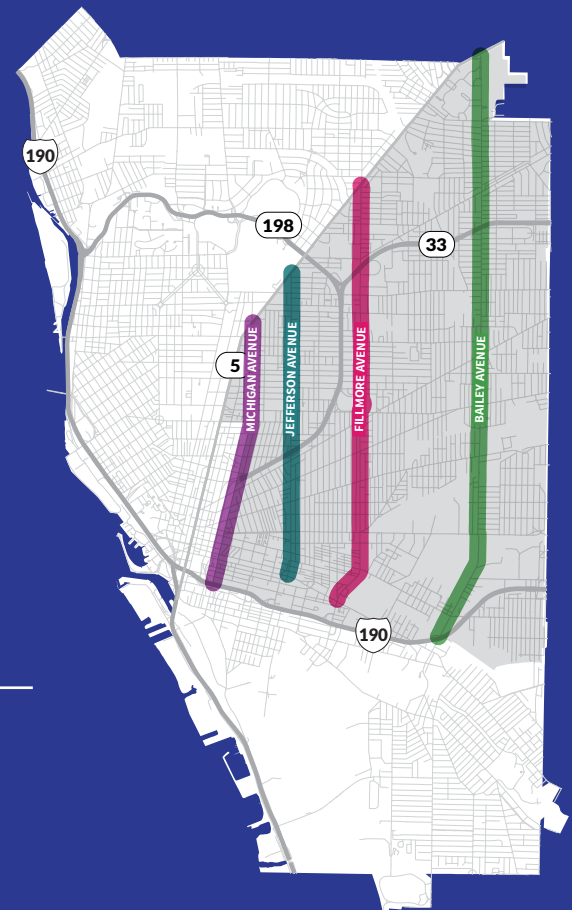 190
198
33
5
MICHIGAN AVENUE
JEFFERSON AVENUE
FILLMORE AVENUE
BAILEY AVENUE
190